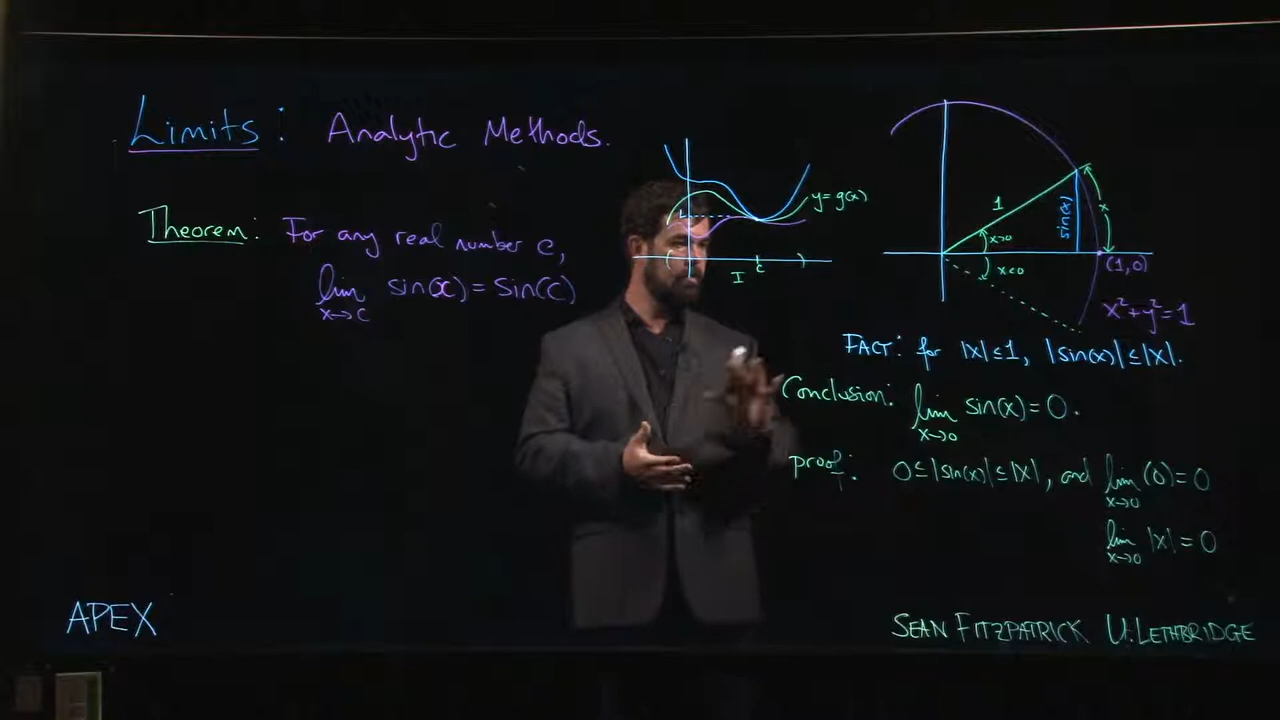 Limits: Analytic Methods.
Theorem: For any real number c,
lim sin(x) = sin(c)
x→c
y=g(x)
I
c
1
x>0
x<0
sin(x)
x
(1,0)
x²+y²=1
FACT: for |x|≤1, |sin(x)|≤|x|.
Conclusion: lim sin(x)=0.
x→0
proof: 0≤|sin(x)|≤|x|, and lim (0)=0
x→0
lim |x|=0
x→0
APEX
SEAN FITZPATRICK U. LETHBRIDGE